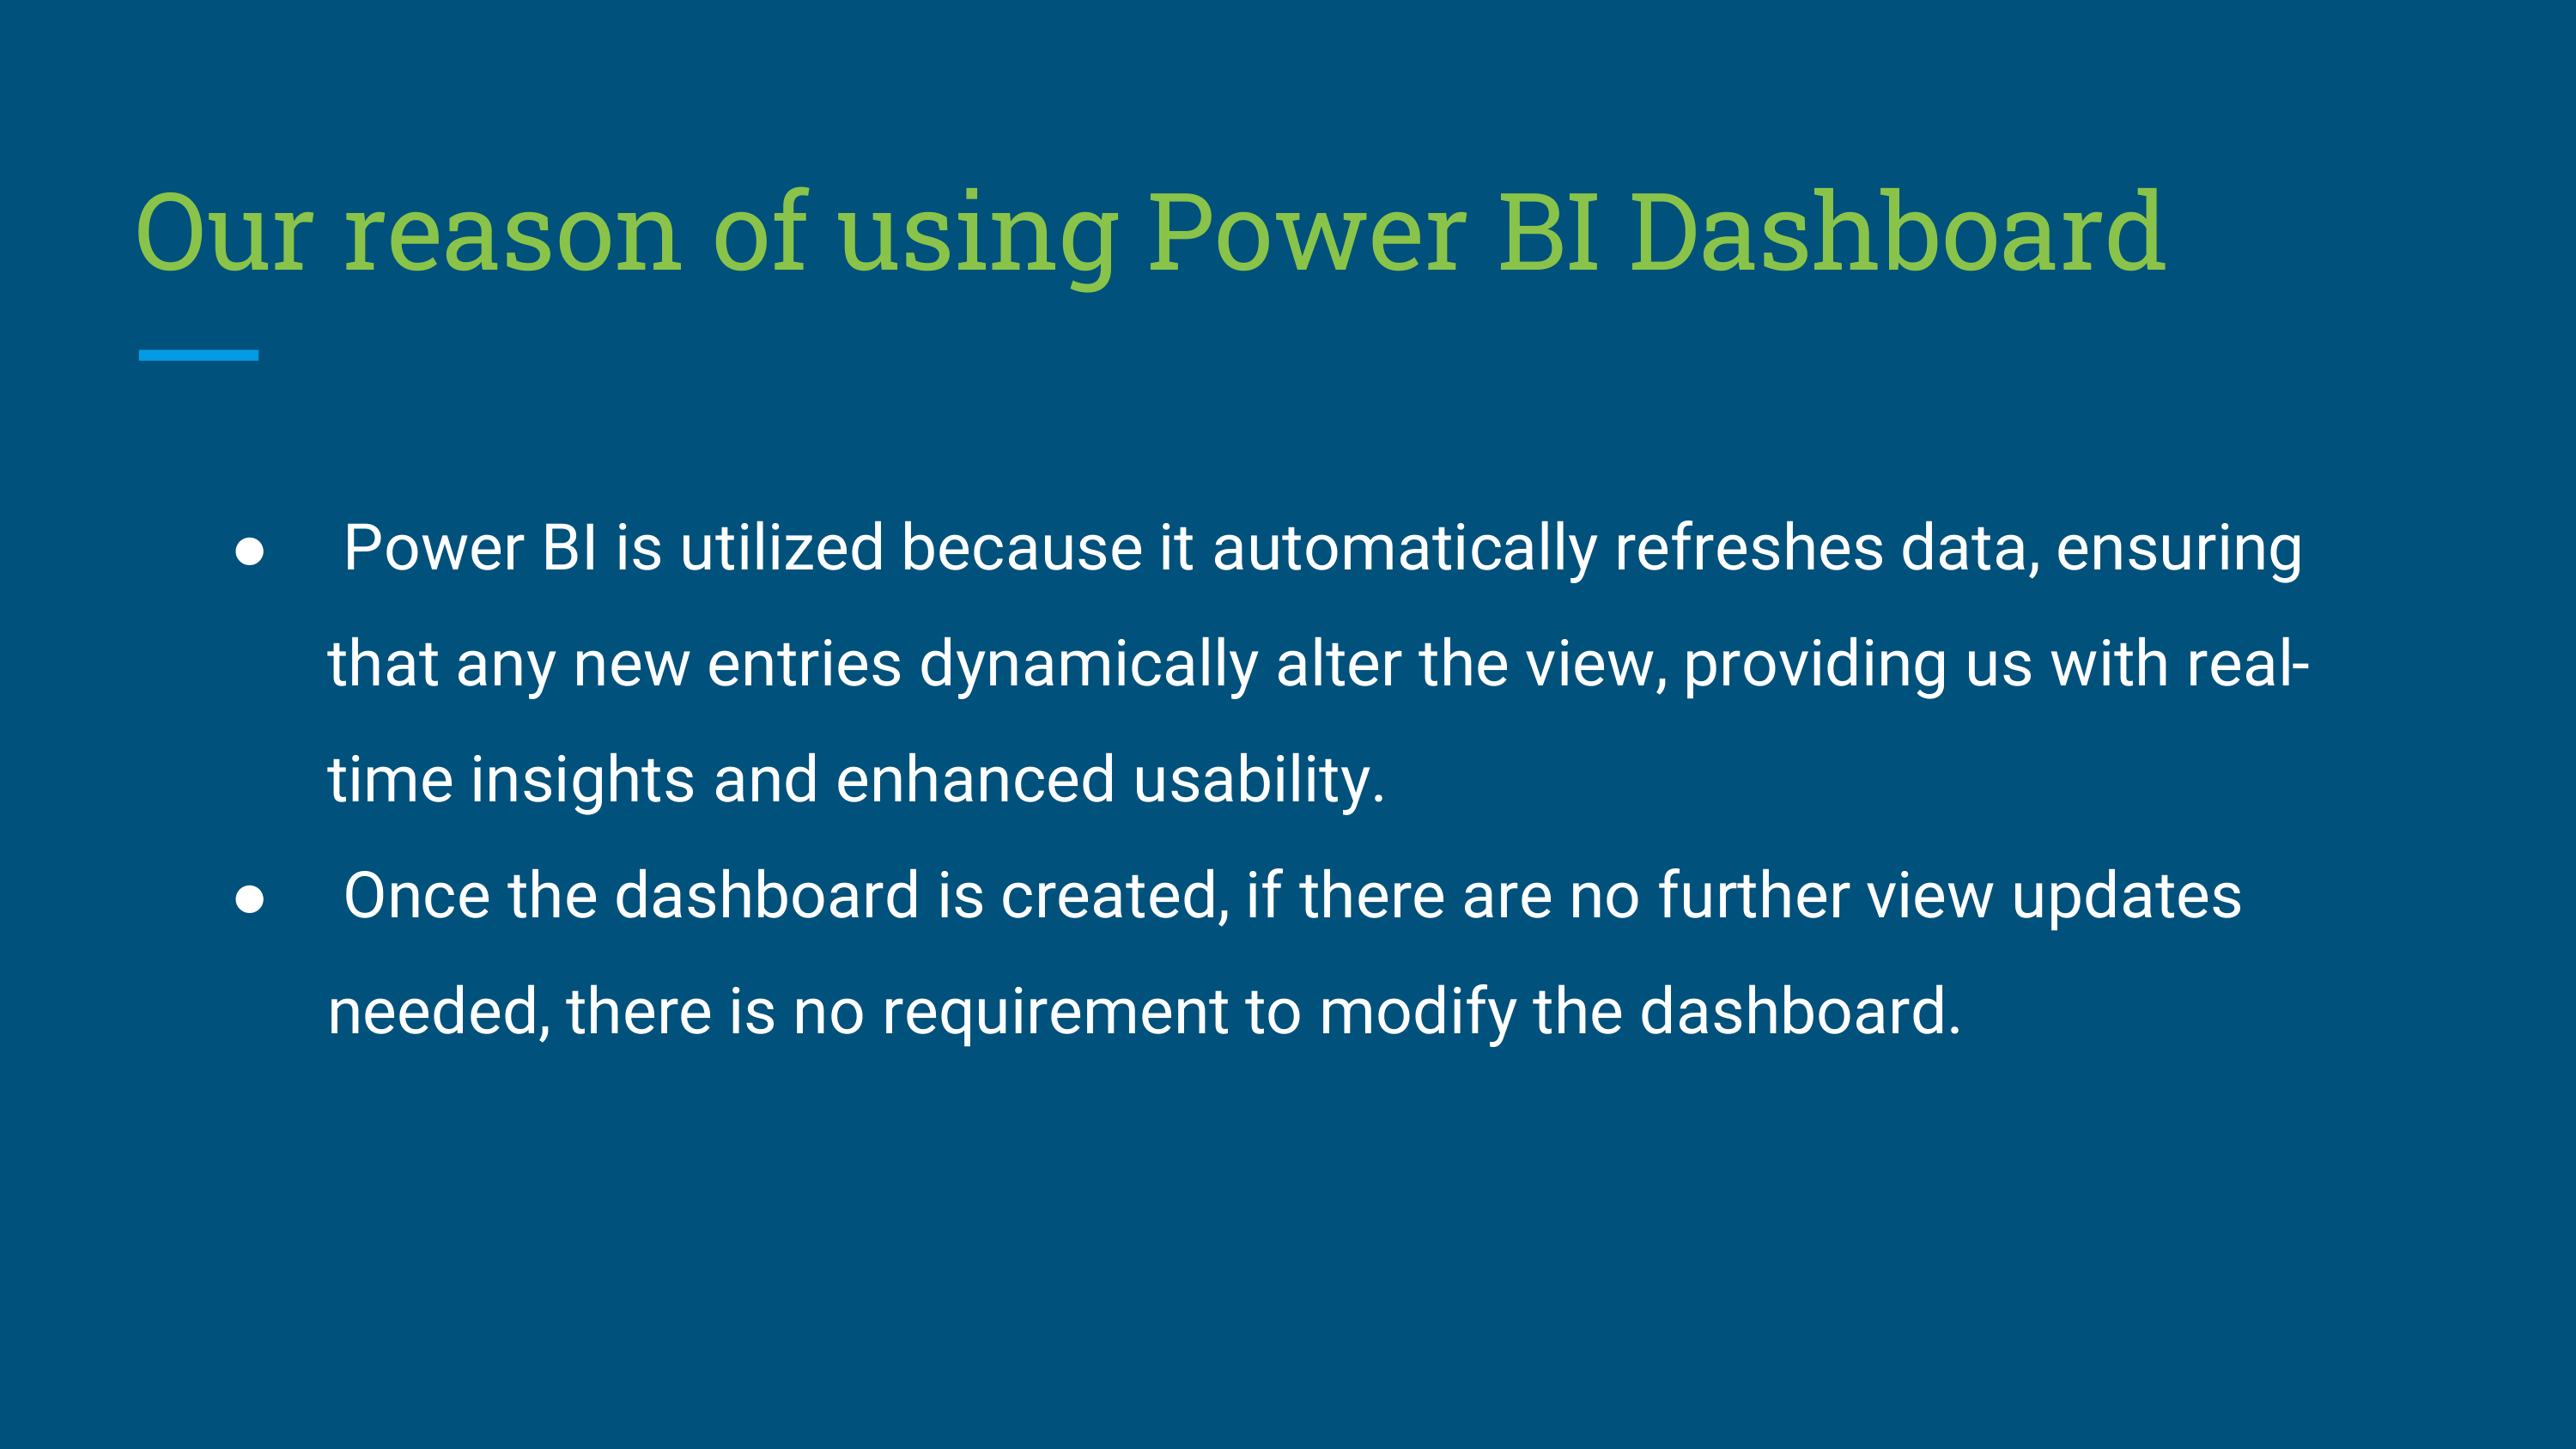 Our reason of using Power BI Dashboard
● Power BI is utilized because it automatically refreshes data, ensuring
that any new entries dynamically alter the view, providing us with real-
time insights and enhanced usability.
● Once the dashboard is created, if there are no further view updates
needed, there is no requirement to modify the dashboard.